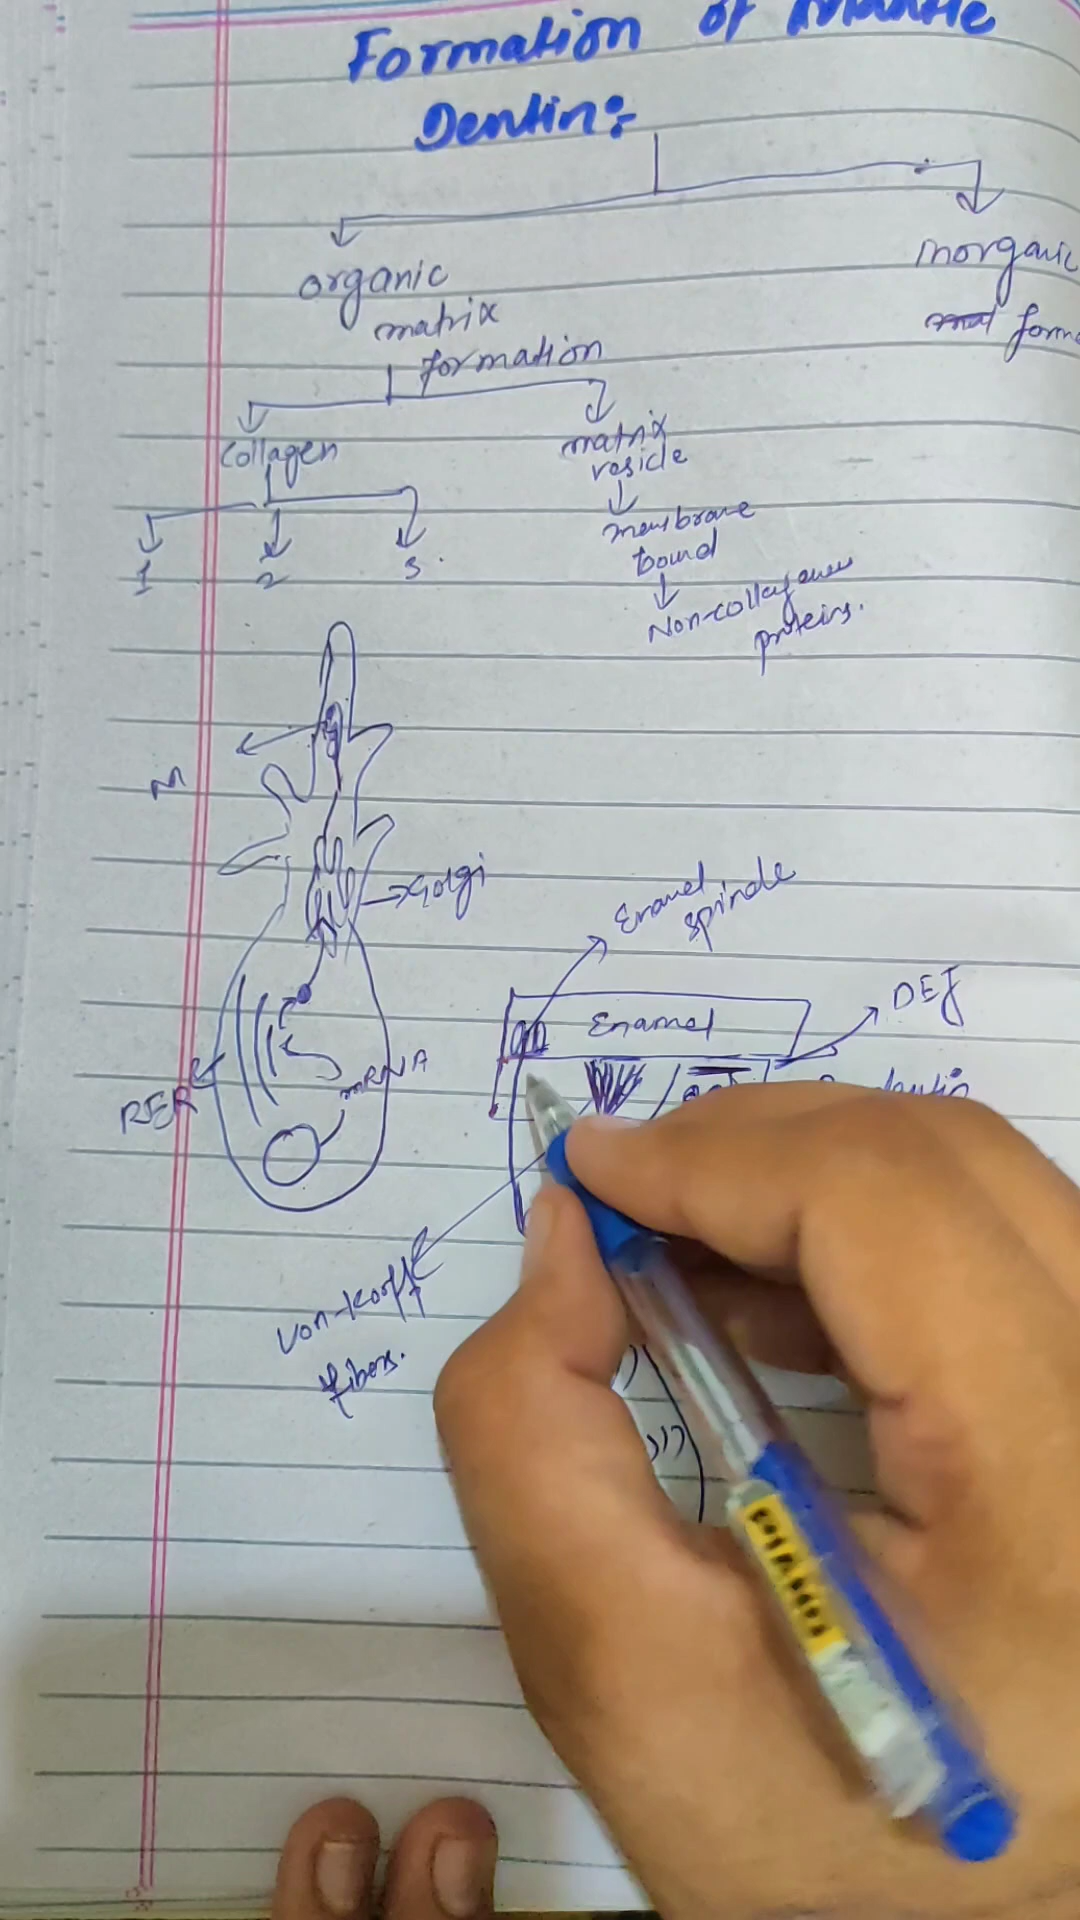 Formation of Mantle
Dentin:-
organic
matrix
formation
inorganic
form
Collagen
matrix
vesicle
1
2
3.
membrane
bound
Non-collagenous
proteins.
M
Golgi
Enamel
spindle
DEJ
Enamel
RER
mRNA
Von-Korff
fibers.